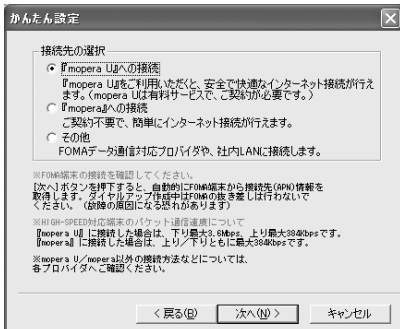 かんたん設定
接続先の選択
『mopera U』への接続
『mopera U』をご利用いただくと、安全で快適なインターネット接続が行え
ます。(mopera Uは有料サービスで、ご契約が必要です。)
『mopera』への接続
ご契約不要で、簡単にインターネット接続が行えます。
その他
FOMAデータ通信対応プロバイダや、社内LANに接続します。
※FOMA端末の接続を確認してください。
[次へ]ボタンを押下すると、自動的にFOMA端末から接続先(APN)情報を
取得します。ダイヤルアップ作成中はFOMAの抜き差しは行わないで
ください。(故障の原因になる恐れがあります)
※HIGH-SPEED対応端末のパケット通信速度について
『mopera U』に接続した場合は、下り最大3.6Mbps、上り最大384Kbpsです。
『mopera』に接続した場合は、上り/下りともに最大384Kbpsです。
※mopera U/mopera以外の接続方法などについては、
各プロバイダへご確認ください。
< 戻る(B)
次へ(N) >
キャンセル